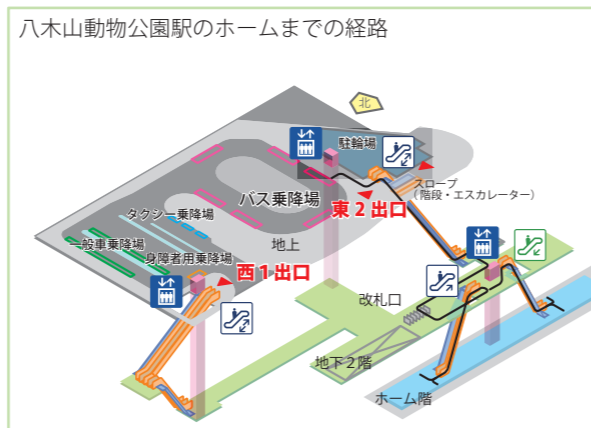 八木山動物公園駅のホームまでの経路
北
駐輪場
スロープ
(階段・エスカレーター)
バス乗降場
東2出口
タクシー乗降場
地上
一般車乗降場
身障者用乗降場
西1出口
改札口
地下2階
ホーム階